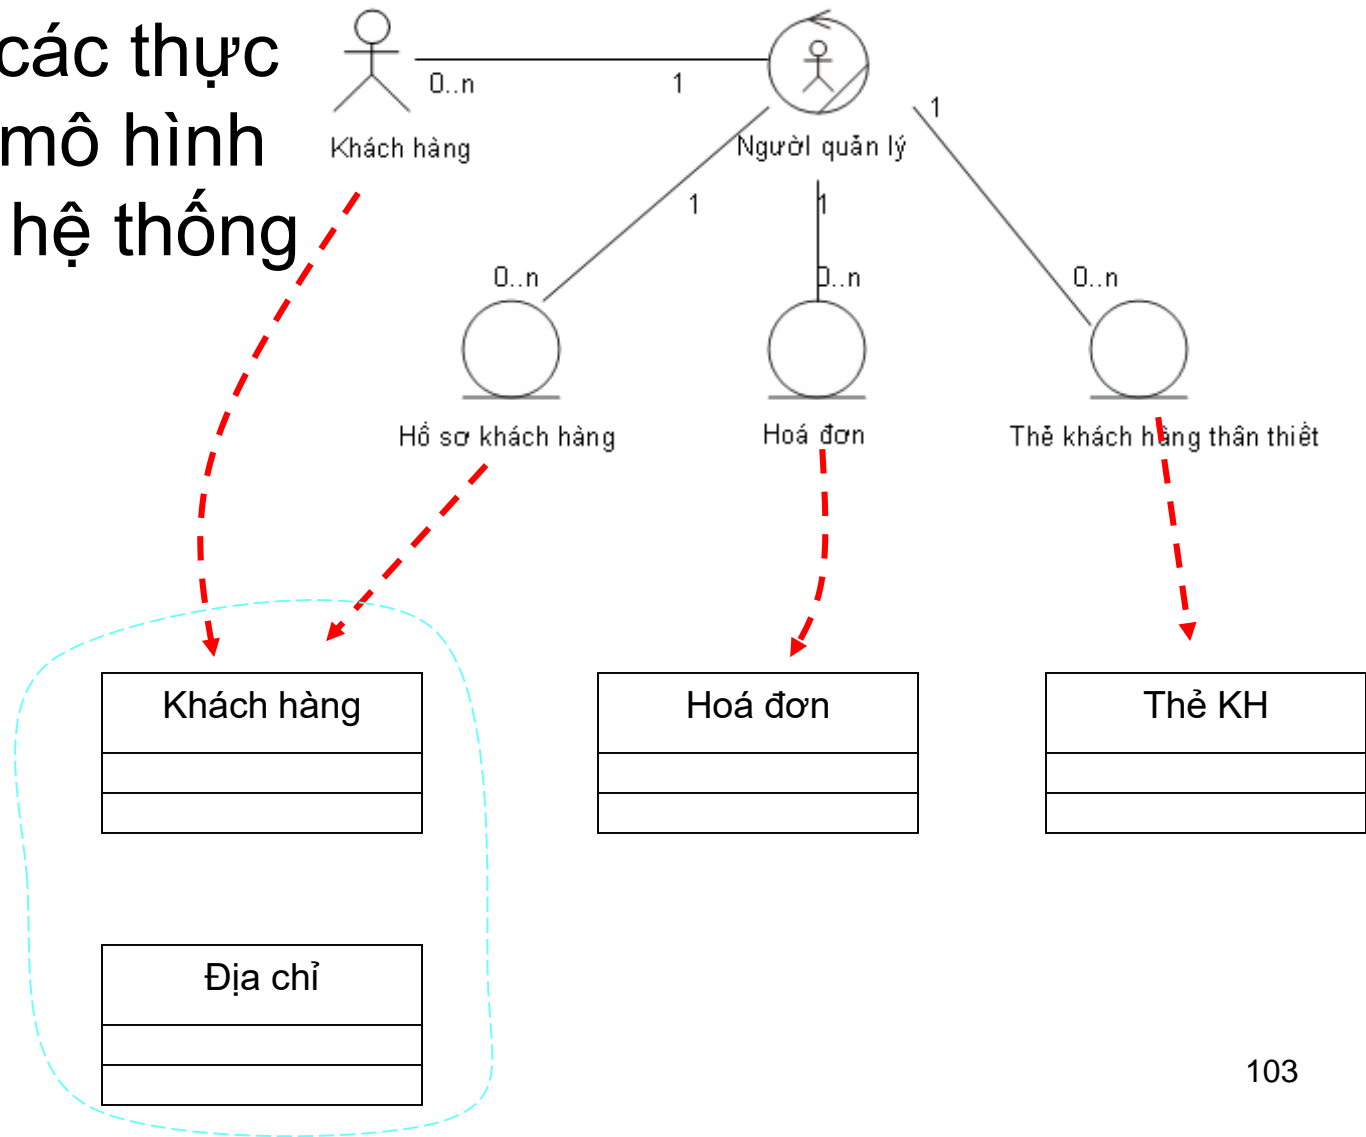 các thực
mô hình
hệ thống
0..n
1
Khách hàng
NgườI quản lý
1
1
1
0..n
0..n
0..n
Hồ sơ khách hàng
Hoá đơn
Thẻ khách hàng thân thiết
Khách hàng
Hoá đơn
Thẻ KH
Địa chỉ
103